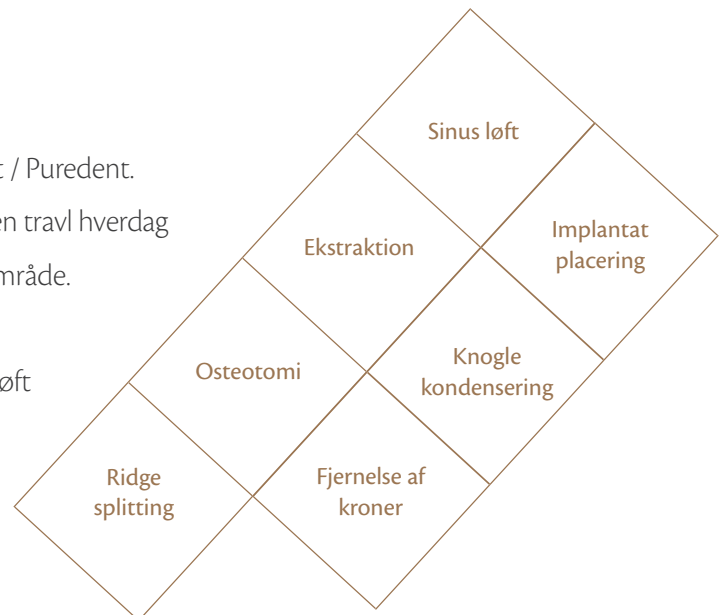 / Puredent.
en travl hverdag
mråde.
øft
Sinus løft
Implantat
placering
Ekstraktion
Knogle
kondensering
Osteotomi
Fjernelse af
kroner
Ridge
splitting